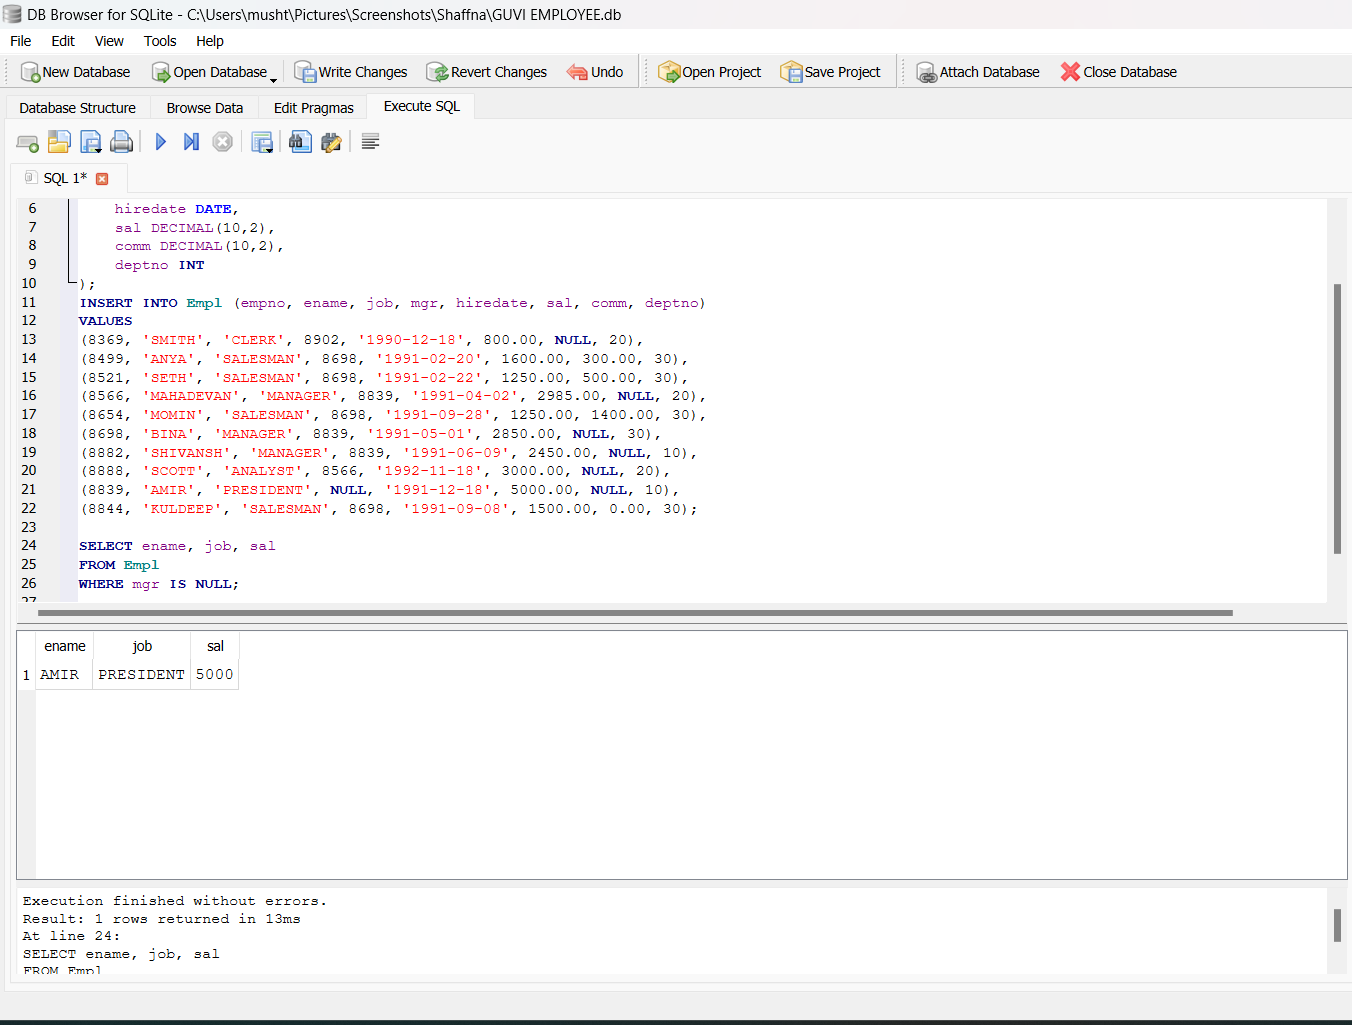 DB Browser for SQLite - C:\Users\musht\Pictures\Screenshots\Shaffna\GUVI EMPLOYEE.db
File Edit View Tools Help
New Database Open Database Write Changes Revert Changes Undo Open Project Save Project Attach Database Close Database
Database Structure Browse Data Edit Pragmas Execute SQL
SQL 1*
6 hiredate DATE,
7 sal DECIMAL(10,2),
8 comm DECIMAL(10,2),
9 deptno INT
10 );
11 INSERT INTO Empl (empno, ename, job, mgr, hiredate, sal, comm, deptno)
12 VALUES
13 (8369, 'SMITH', 'CLERK', 8902, '1990-12-18', 800.00, NULL, 20),
14 (8499, 'ANYA', 'SALESMAN', 8698, '1991-02-20', 1600.00, 300.00, 30),
15 (8521, 'SETH', 'SALESMAN', 8698, '1991-02-22', 1250.00, 500.00, 30),
16 (8566, 'MAHADEVAN', 'MANAGER', 8839, '1991-04-02', 2985.00, NULL, 20),
17 (8654, 'MOMIN', 'SALESMAN', 8698, '1991-09-28', 1250.00, 1400.00, 30),
18 (8698, 'BINA', 'MANAGER', 8839, '1991-05-01', 2850.00, NULL, 30),
19 (8882, 'SHIVANSH', 'MANAGER', 8839, '1991-06-09', 2450.00, NULL, 10),
20 (8888, 'SCOTT', 'ANALYST', 8566, '1992-11-18', 3000.00, NULL, 20),
21 (8839, 'AMIR', 'PRESIDENT', NULL, '1991-12-18', 5000.00, NULL, 10),
22 (8844, 'KULDEEP', 'SALESMAN', 8698, '1991-09-08', 1500.00, 0.00, 30);
23
24 SELECT ename, job, sal
25 FROM Empl
26 WHERE mgr IS NULL;
27
ename job sal
1 AMIR PRESIDENT 5000
Execution finished without errors.
Result: 1 rows returned in 13ms
At line 24:
SELECT ename, job, sal
FROM Empl